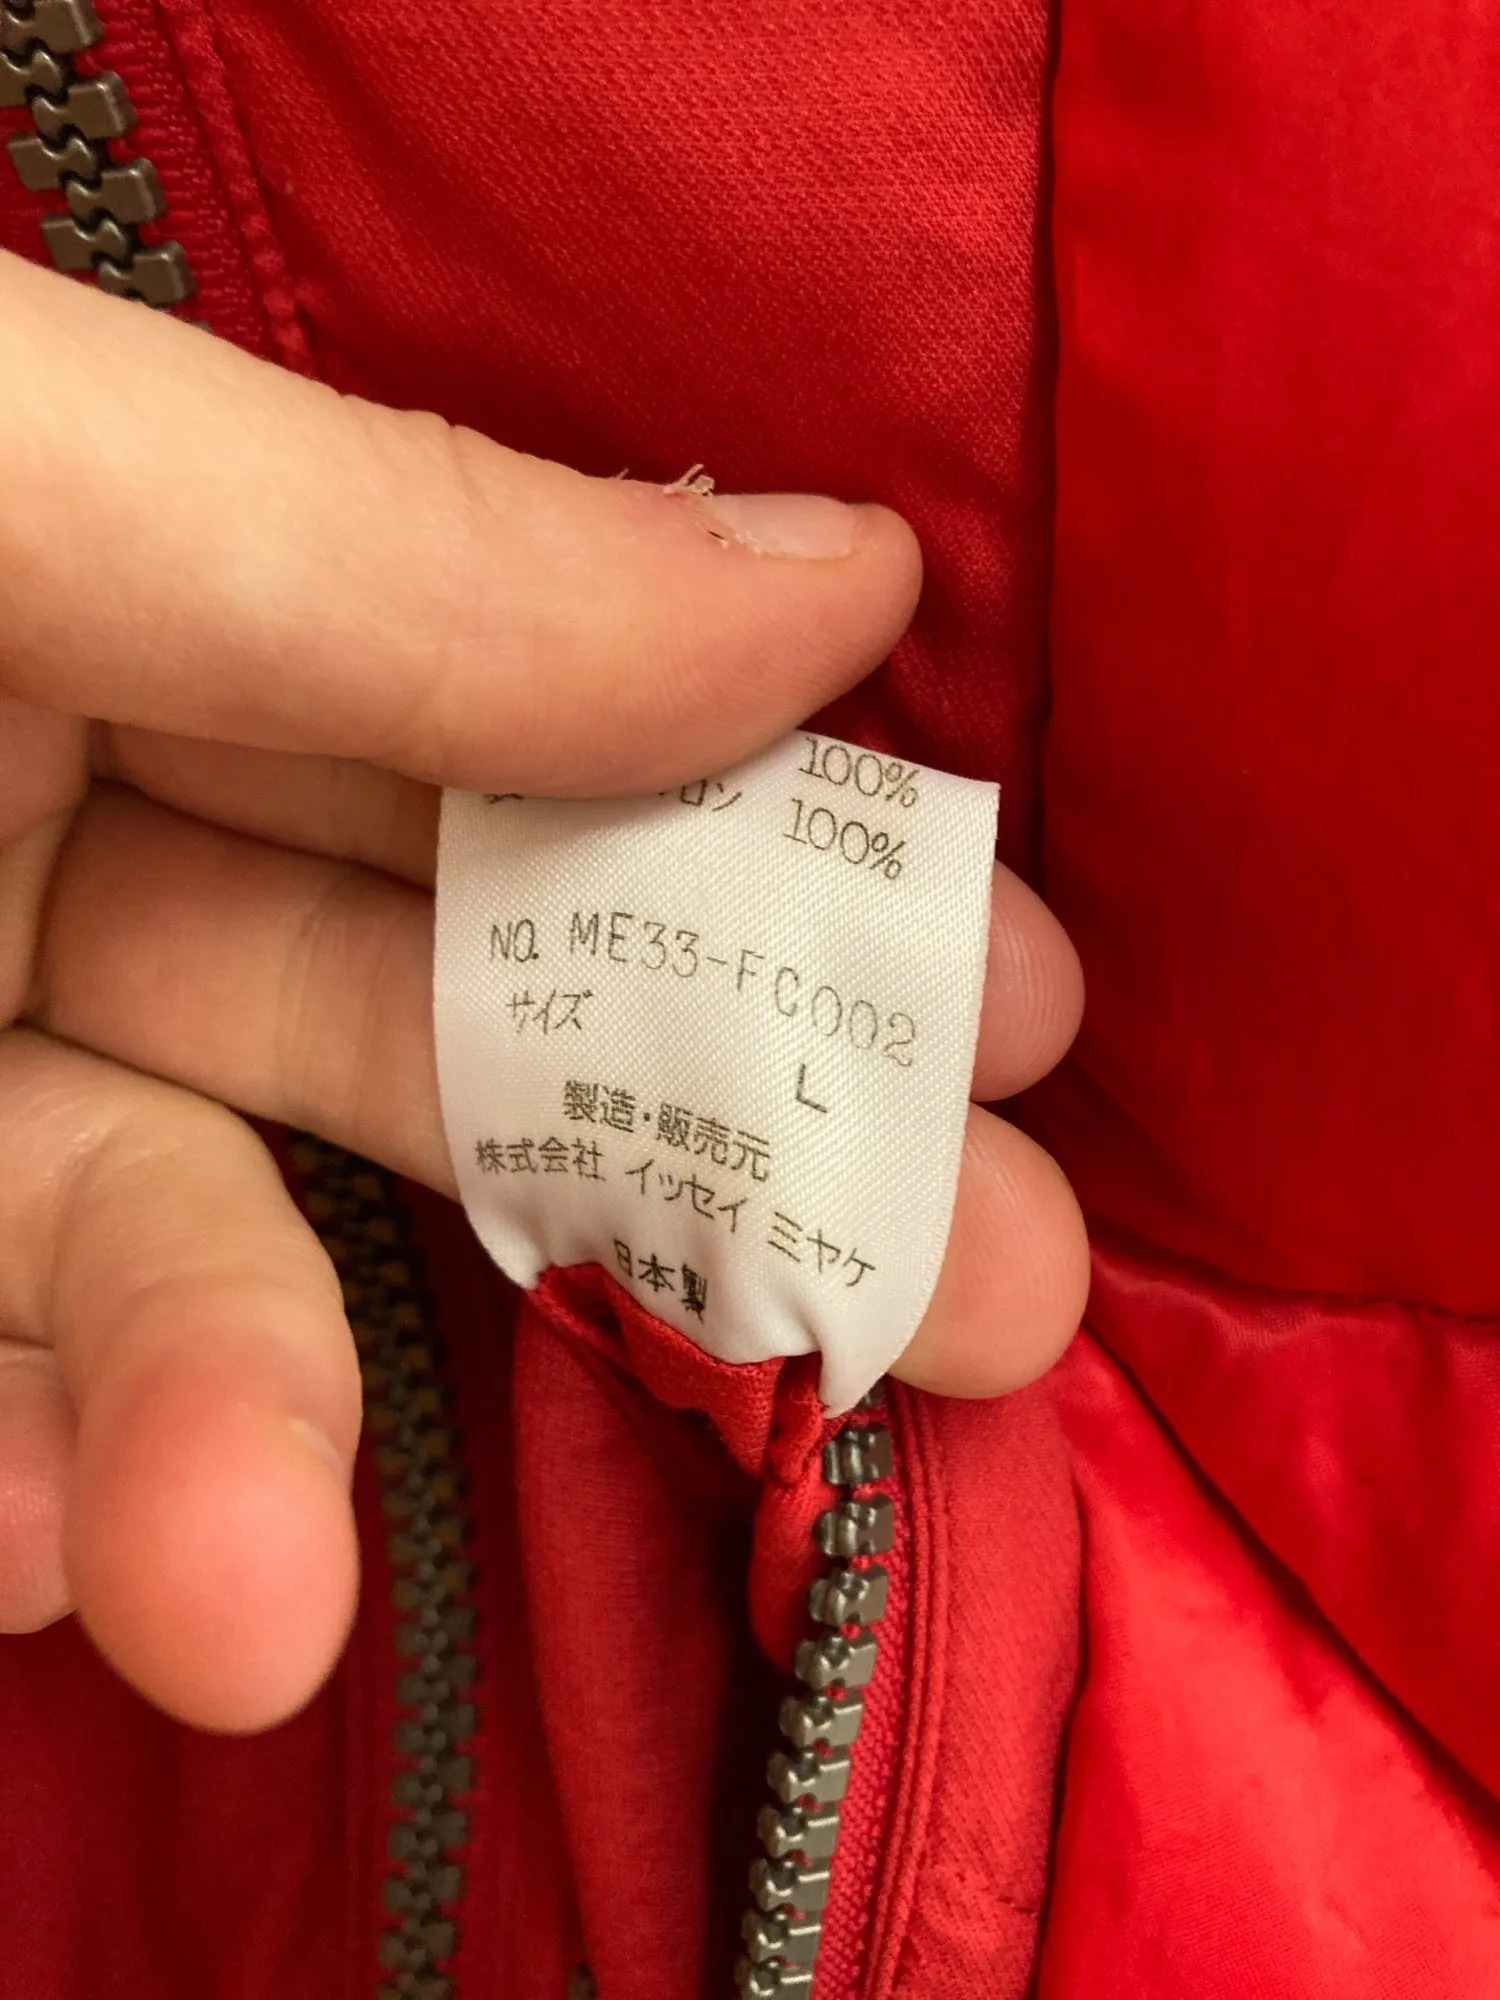 100%
100%
NO. ME33-FC002
サイズ L
製造・販売元
株式会社 イッセイ ミヤケ
日本製